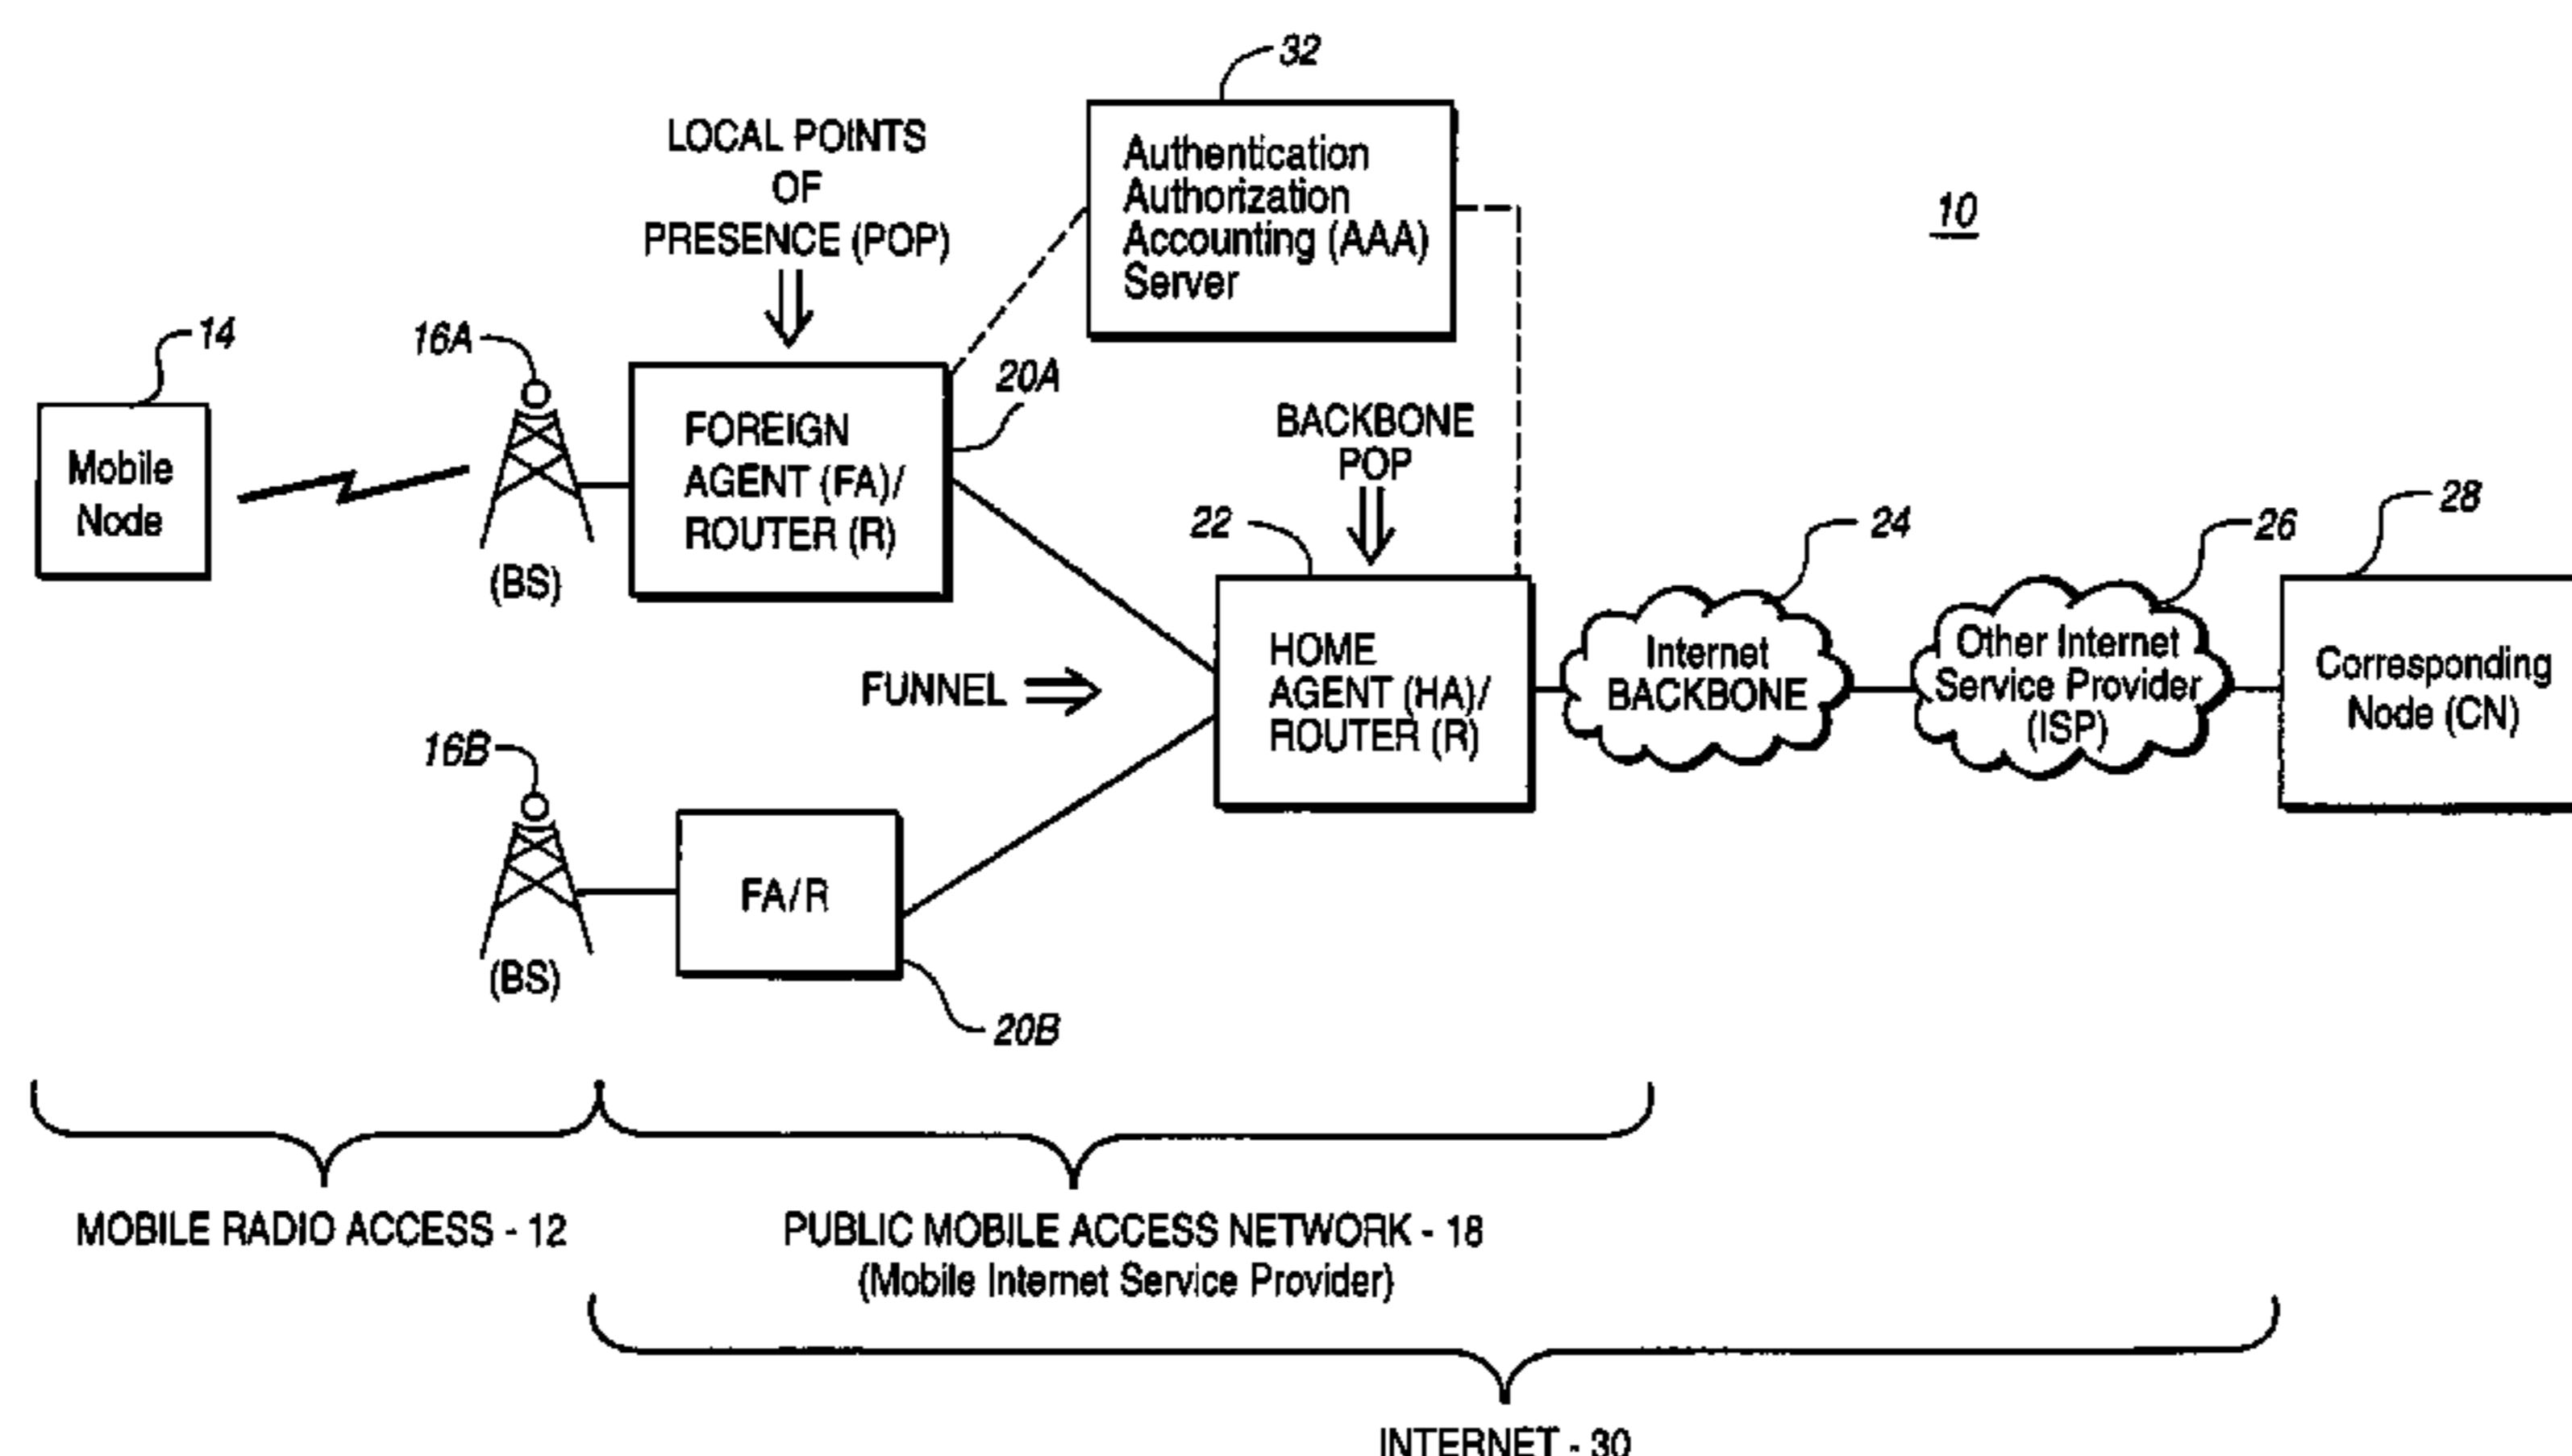 32
LOCAL POINTS
OF
PRESENCE (POP)
Authentication
Authorization
Accounting (AAA)
Server
10
14
16A
20A
Mobile
Node
FOREIGN
AGENT (FA)/
ROUTER (R)
(BS)
BACKBONE
POP
22
24
26
28
FUNNEL
HOME
AGENT (HA)/
ROUTER (R)
Internet
BACKBONE
Other Internet
Service Provider
(ISP)
Corresponding
Node (CN)
16B
FA/R
(BS)
20B
MOBILE RADIO ACCESS - 12
PUBLIC MOBILE ACCESS NETWORK - 18
(Mobile Internet Service Provider)
INTERNET - 30